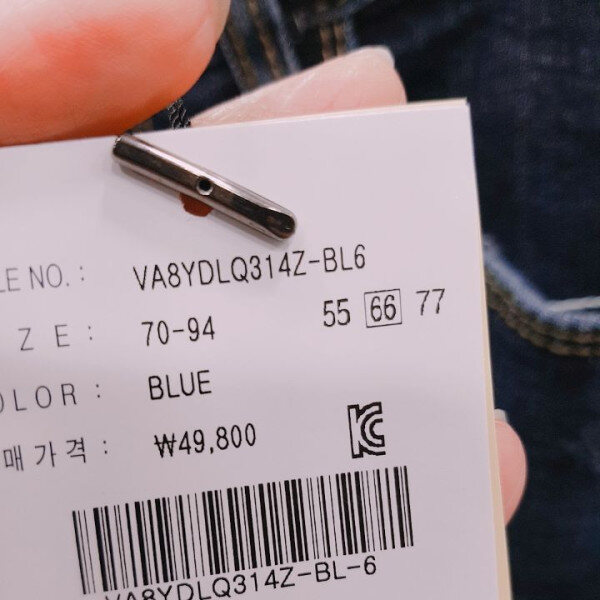 LE NO.: VA8YDLQ314Z-BL6
ZE: 70-94 55 66 77
OLOR: BLUE
매가격: ₩49,800
VA8YDLQ314Z-BL-6